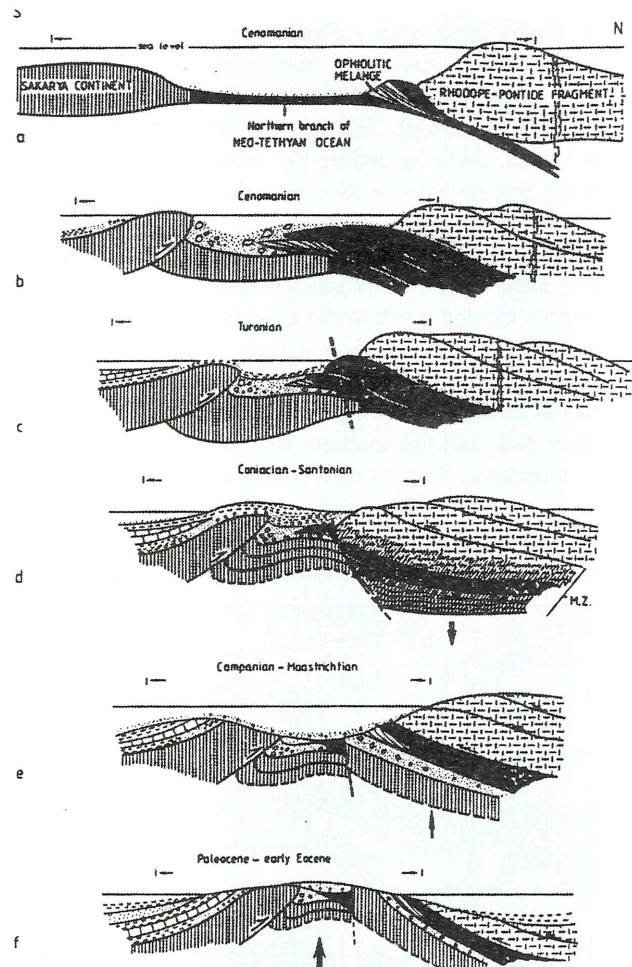 S
Cenomanian
N
sea level
OPHIOLITIC
MELANGE
SAKARYA CONTINENT
RHODOPE-PONTIDE FRAGMENT
Northern branch of
NEO-TETHYAN OCEAN
a
Cenomanian
b
Turonian
c
Coniacian-Santonian
d
M.Z.
Campanian-Maastrichtian
e
Paleocene-early Eocene
f